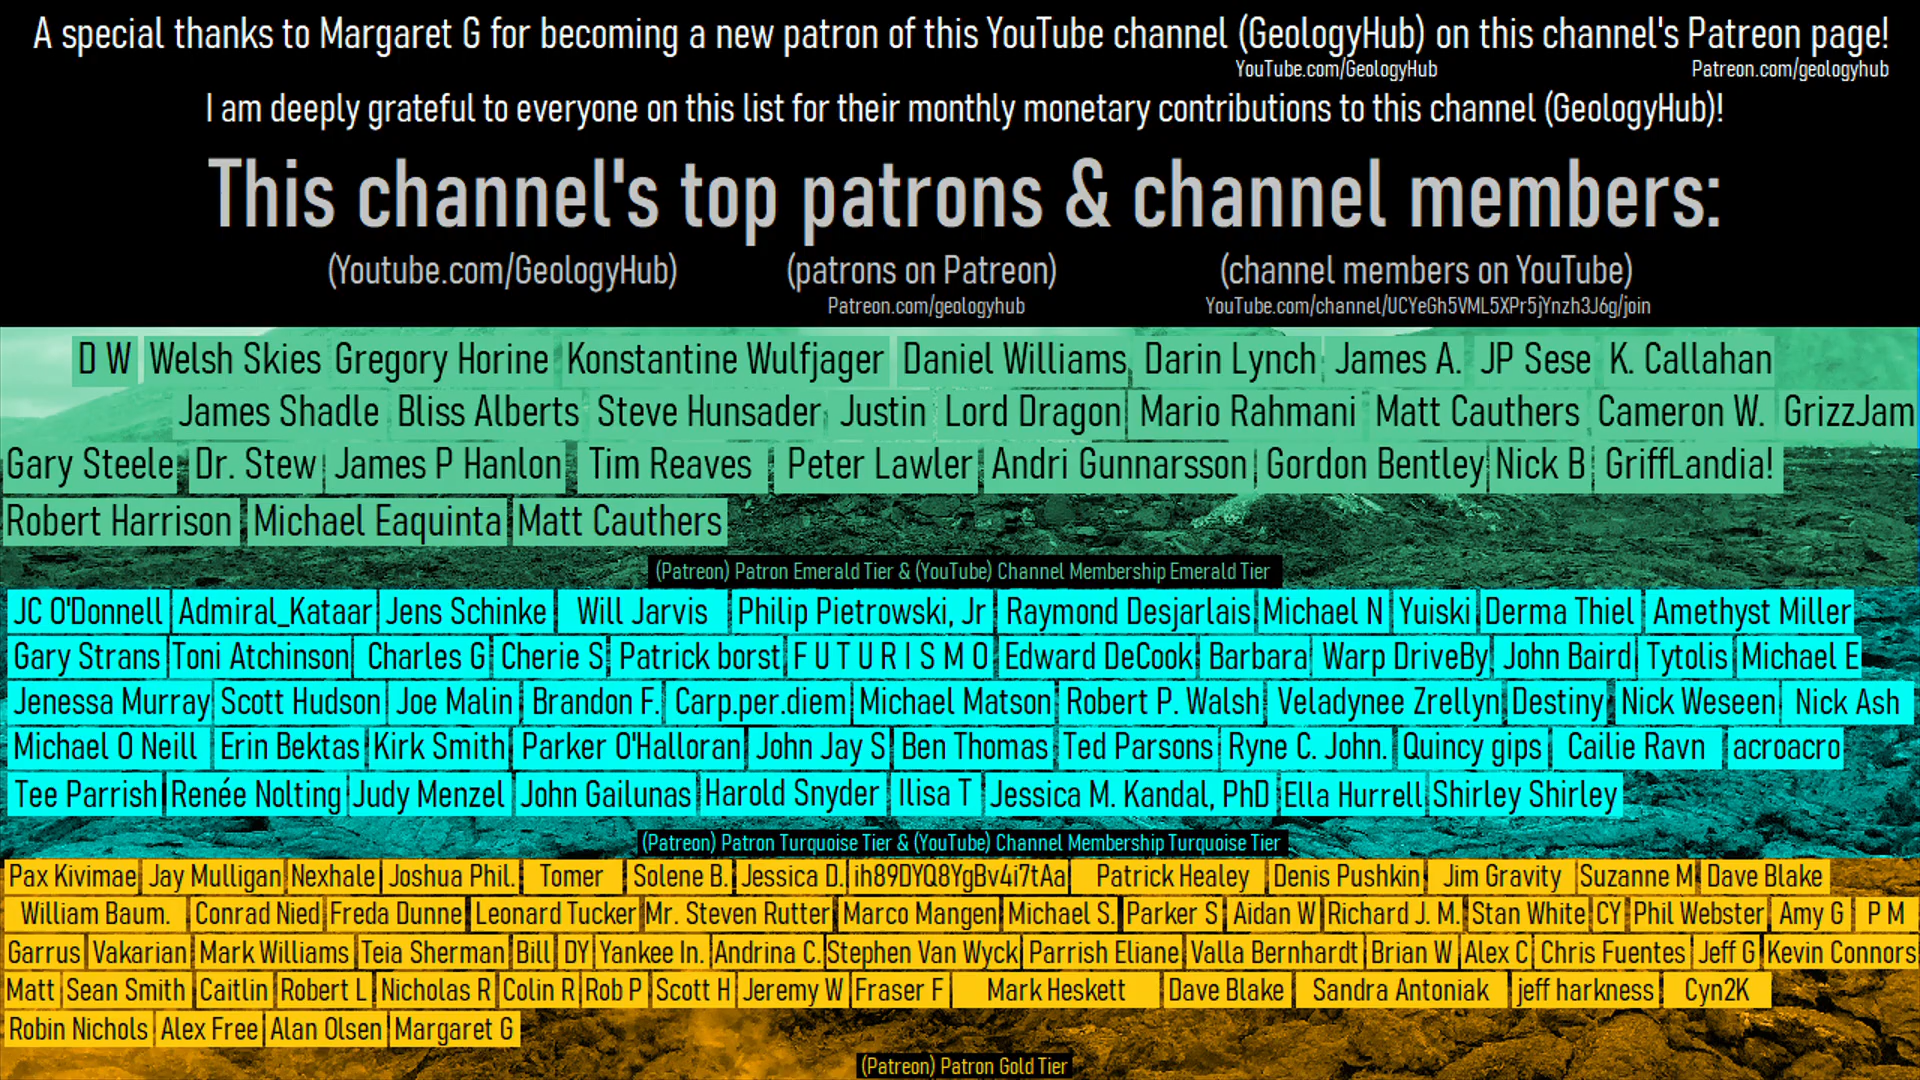 A special thanks to Margaret G for becoming a new patron of this YouTube channel (GeologyHub) on this channel's Patreon page!
YouTube.com/GeologyHub Patreon.com/geologyhub
I am deeply grateful to everyone on this list for their monthly monetary contributions to this channel (GeologyHub)!
This channel's top patrons & channel members:
(Youtube.com/GeologyHub) (patrons on Patreon) (channel members on YouTube)
Patreon.com/geologyhub YouTube.com/channel/UCYeGh5VML5XPr5jYnzh3J6g/join
D W Welsh Skies Gregory Horine Konstantine Wulfjager Daniel Williams Darin Lynch James A. JP Sese K. Callahan
James Shadle Bliss Alberts Steve Hunsader Justin Lord Dragon Mario Rahmani Matt Cauthers Cameron W. GrizzJam
Gary Steele Dr. Stew James P Hanlon Tim Reaves Peter Lawler Andri Gunnarsson Gordon Bentley Nick B GriffLandia!
Robert Harrison Michael Eaquinta Matt Cauthers
(Patreon) Patron Emerald Tier & (YouTube) Channel Membership Emerald Tier
JC O'Donnell Admiral_Kataar Jens Schinke Will Jarvis Philip Pietrowski, Jr Raymond Desjarlais Michael N Yuiski Derma Thiel Amethyst Miller
Gary Strans Toni Atchinson Charles G Cherie S Patrick borst F U T U R I S M O Edward DeCook Barbara Warp DriveBy John Baird Tytolis Michael E
Jenessa Murray Scott Hudson Joe Malin Brandon F. Carp.per.diem Michael Matson Robert P. Walsh Veladynee Zrellyn Destiny Nick Weseen Nick Ash
Michael O Neill Erin Bektas Kirk Smith Parker O'Halloran John Jay S Ben Thomas Ted Parsons Ryne C. John. Quincy gips Cailie Ravn acroacro
Tee Parrish Renée Nolting Judy Menzel John Gailunas Harold Snyder Ilisa T Jessica M. Kandal, PhD Ella Hurrell Shirley Shirley
(Patreon) Patron Turquoise Tier & (YouTube) Channel Membership Turquoise Tier
Pax Kivimae Jay Mulligan Nexhale Joshua Phil. Tomer Solene B. Jessica D. ih89DYQ8YgBv4i7tAa Patrick Healey Denis Pushkin Jim Gravity Suzanne M Dave Blake
William Baum. Conrad Nied Freda Dunne Leonard Tucker Mr. Steven Rutter Marco Mangen Michael S. Parker S Aidan W Richard J. M. Stan White CY Phil Webster Amy G P M
Garrus Vakarian Mark Williams Teia Sherman Bill DY Yankee In. Andrina C. Stephen Van Wyck Parrish Eliane Valla Bernhardt Brian W Alex C Chris Fuentes Jeff G Kevin Connors
Matt Sean Smith Caitlin Robert L Nicholas R Colin R Rob P Scott H Jeremy W Fraser F Mark Heskett Dave Blake Sandra Antoniak jeff harkness Cyn2K
Robin Nichols Alex Free Alan Olsen Margaret G
(Patreon) Patron Gold Tier